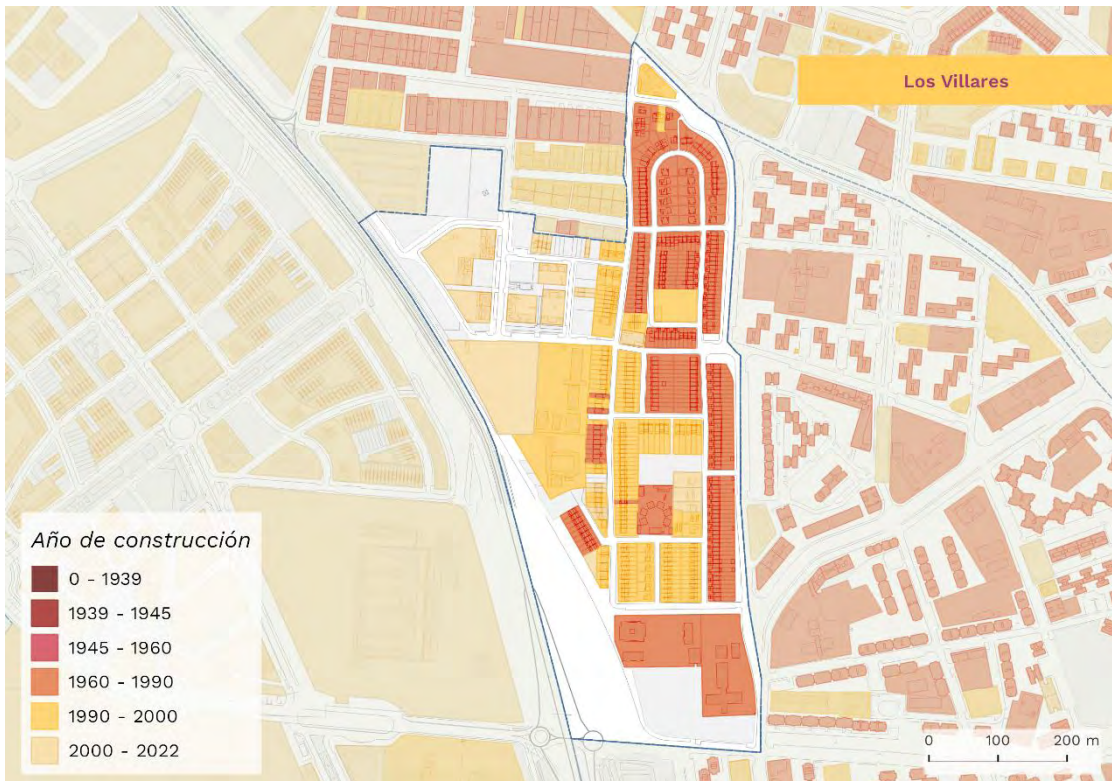 Los Villares
Año de construcción
0 - 1939
1939 - 1945
1945 - 1960
1960 - 1990
1990 - 2000
2000 - 2022
0 100 200 m